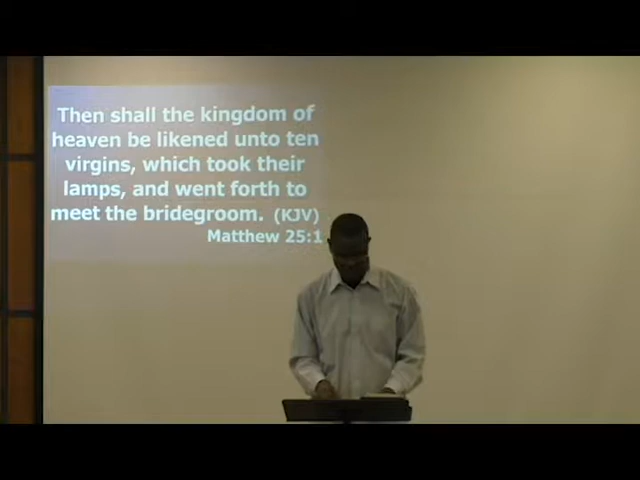 Then shall the kingdom of
heaven be likened unto ten
virgins, which took their
lamps, and went forth to
meet the bridegroom. (KJV)
Matthew 25:1